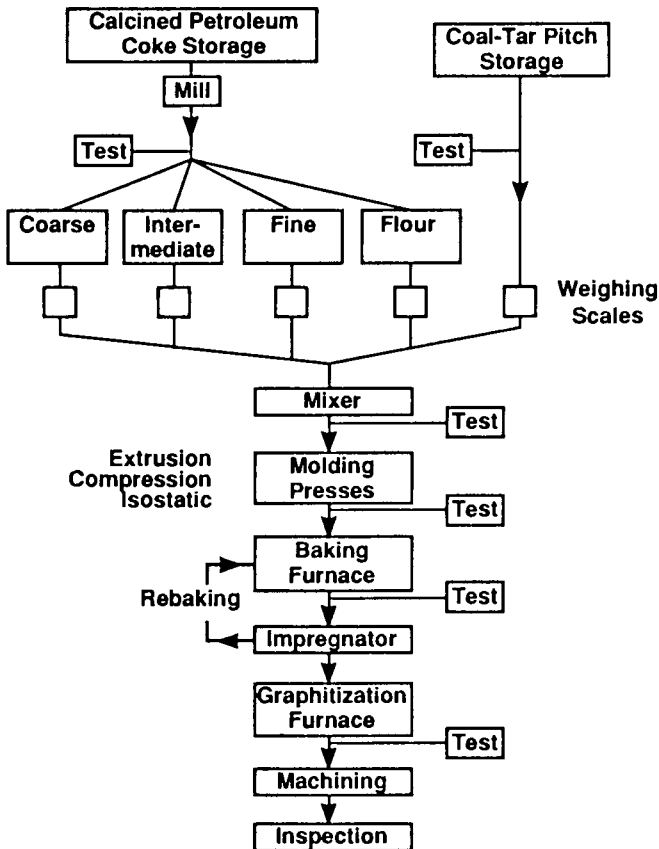 Calcined Petroleum
Coke Storage
Coal-Tar Pitch
Storage
Mill
Test
Test
Coarse
Inter-
mediate
Fine
Flour
Weighing
Scales
Mixer
Test
Extrusion
Compression
Isostatic
Molding
Presses
Test
Baking
Furnace
Rebaking
Test
Impregnator
Graphitization
Furnace
Test
Machining
Inspection